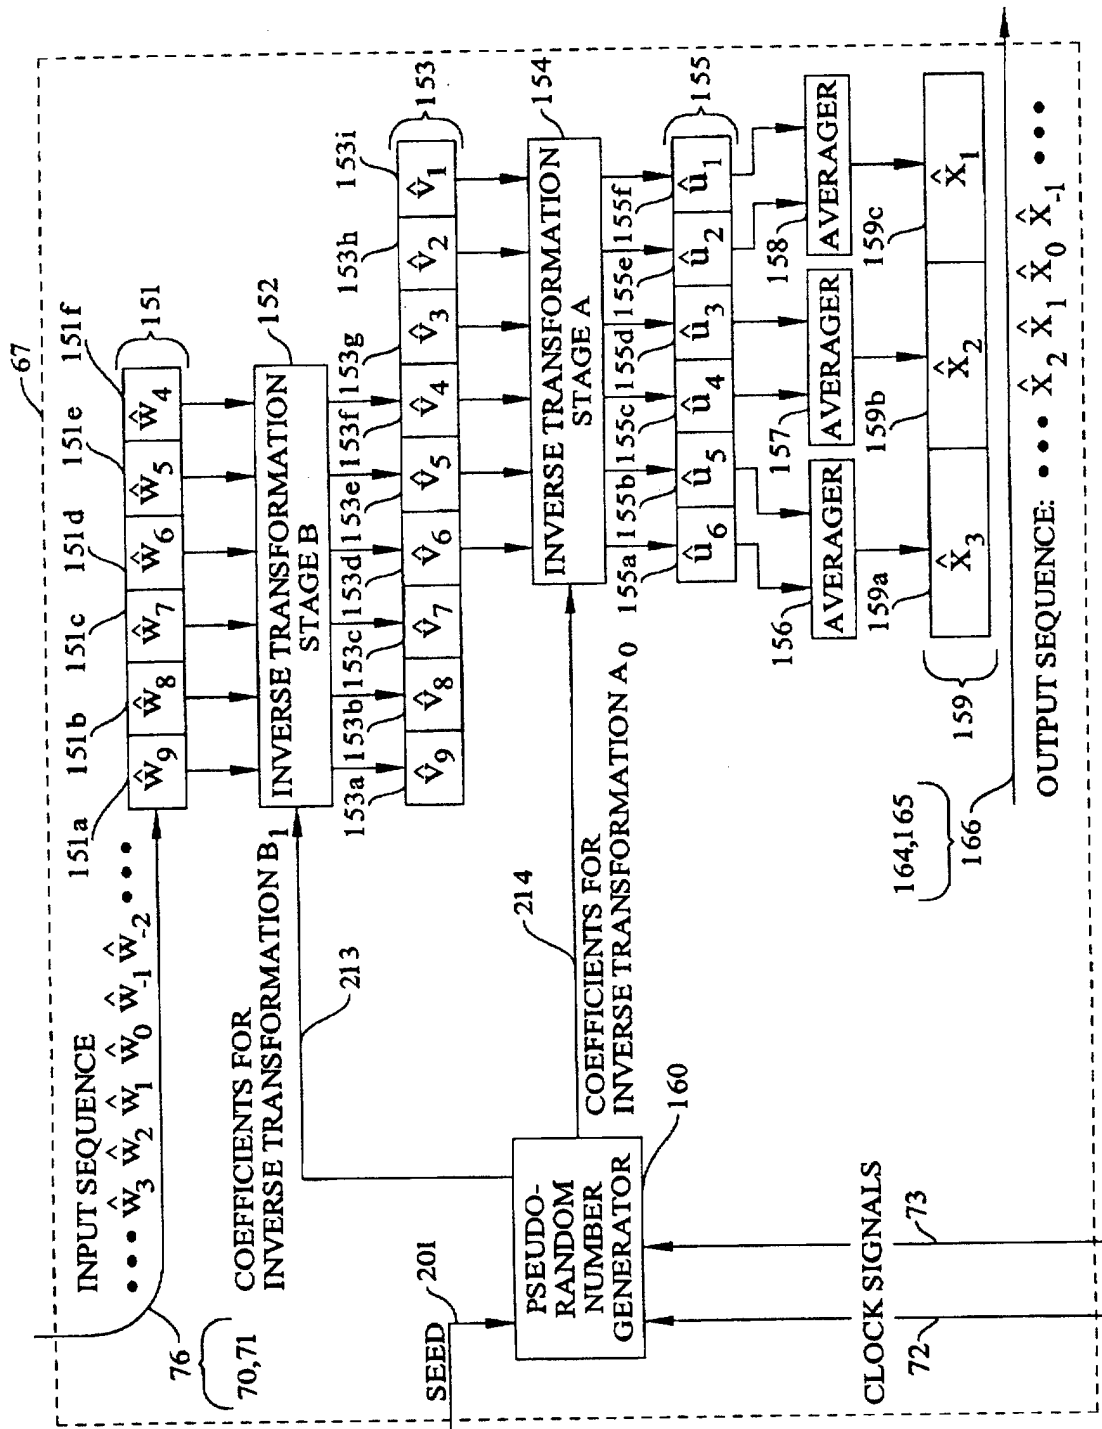 67
INPUT SEQUENCE
••• ŵ3 ŵ2 ŵ1 ŵ0 ŵ-1 ŵ-2 •••
76
70,71
151a 151b 151c 151d 151e 151f
ŵ9 ŵ8 ŵ7 ŵ6 ŵ5 ŵ4
151
COEFFICIENTS FOR
INVERSE TRANSFORMATION B1
213
INVERSE TRANSFORMATION
STAGE B
152
153a 153b 153c 153d 153e 153f 153g 153h 153i
v̂9 v̂8 v̂7 v̂6 v̂5 v̂4 v̂3 v̂2 v̂1
153
SEED
201
PSEUDO-
RANDOM
NUMBER
GENERATOR
160
214
COEFFICIENTS FOR
INVERSE TRANSFORMATION A0
INVERSE TRANSFORMATION
STAGE A
154
155a 155b 155c 155d 155e 155f
û6 û5 û4 û3 û2 û1
155
156 157 158
AVERAGER AVERAGER AVERAGER
159a 159b 159c
x̂3 x̂2 x̂1
159
CLOCK SIGNALS
72 73
164,165
166
OUTPUT SEQUENCE: ••• x̂2 x̂1 x̂0 x̂-1 •••